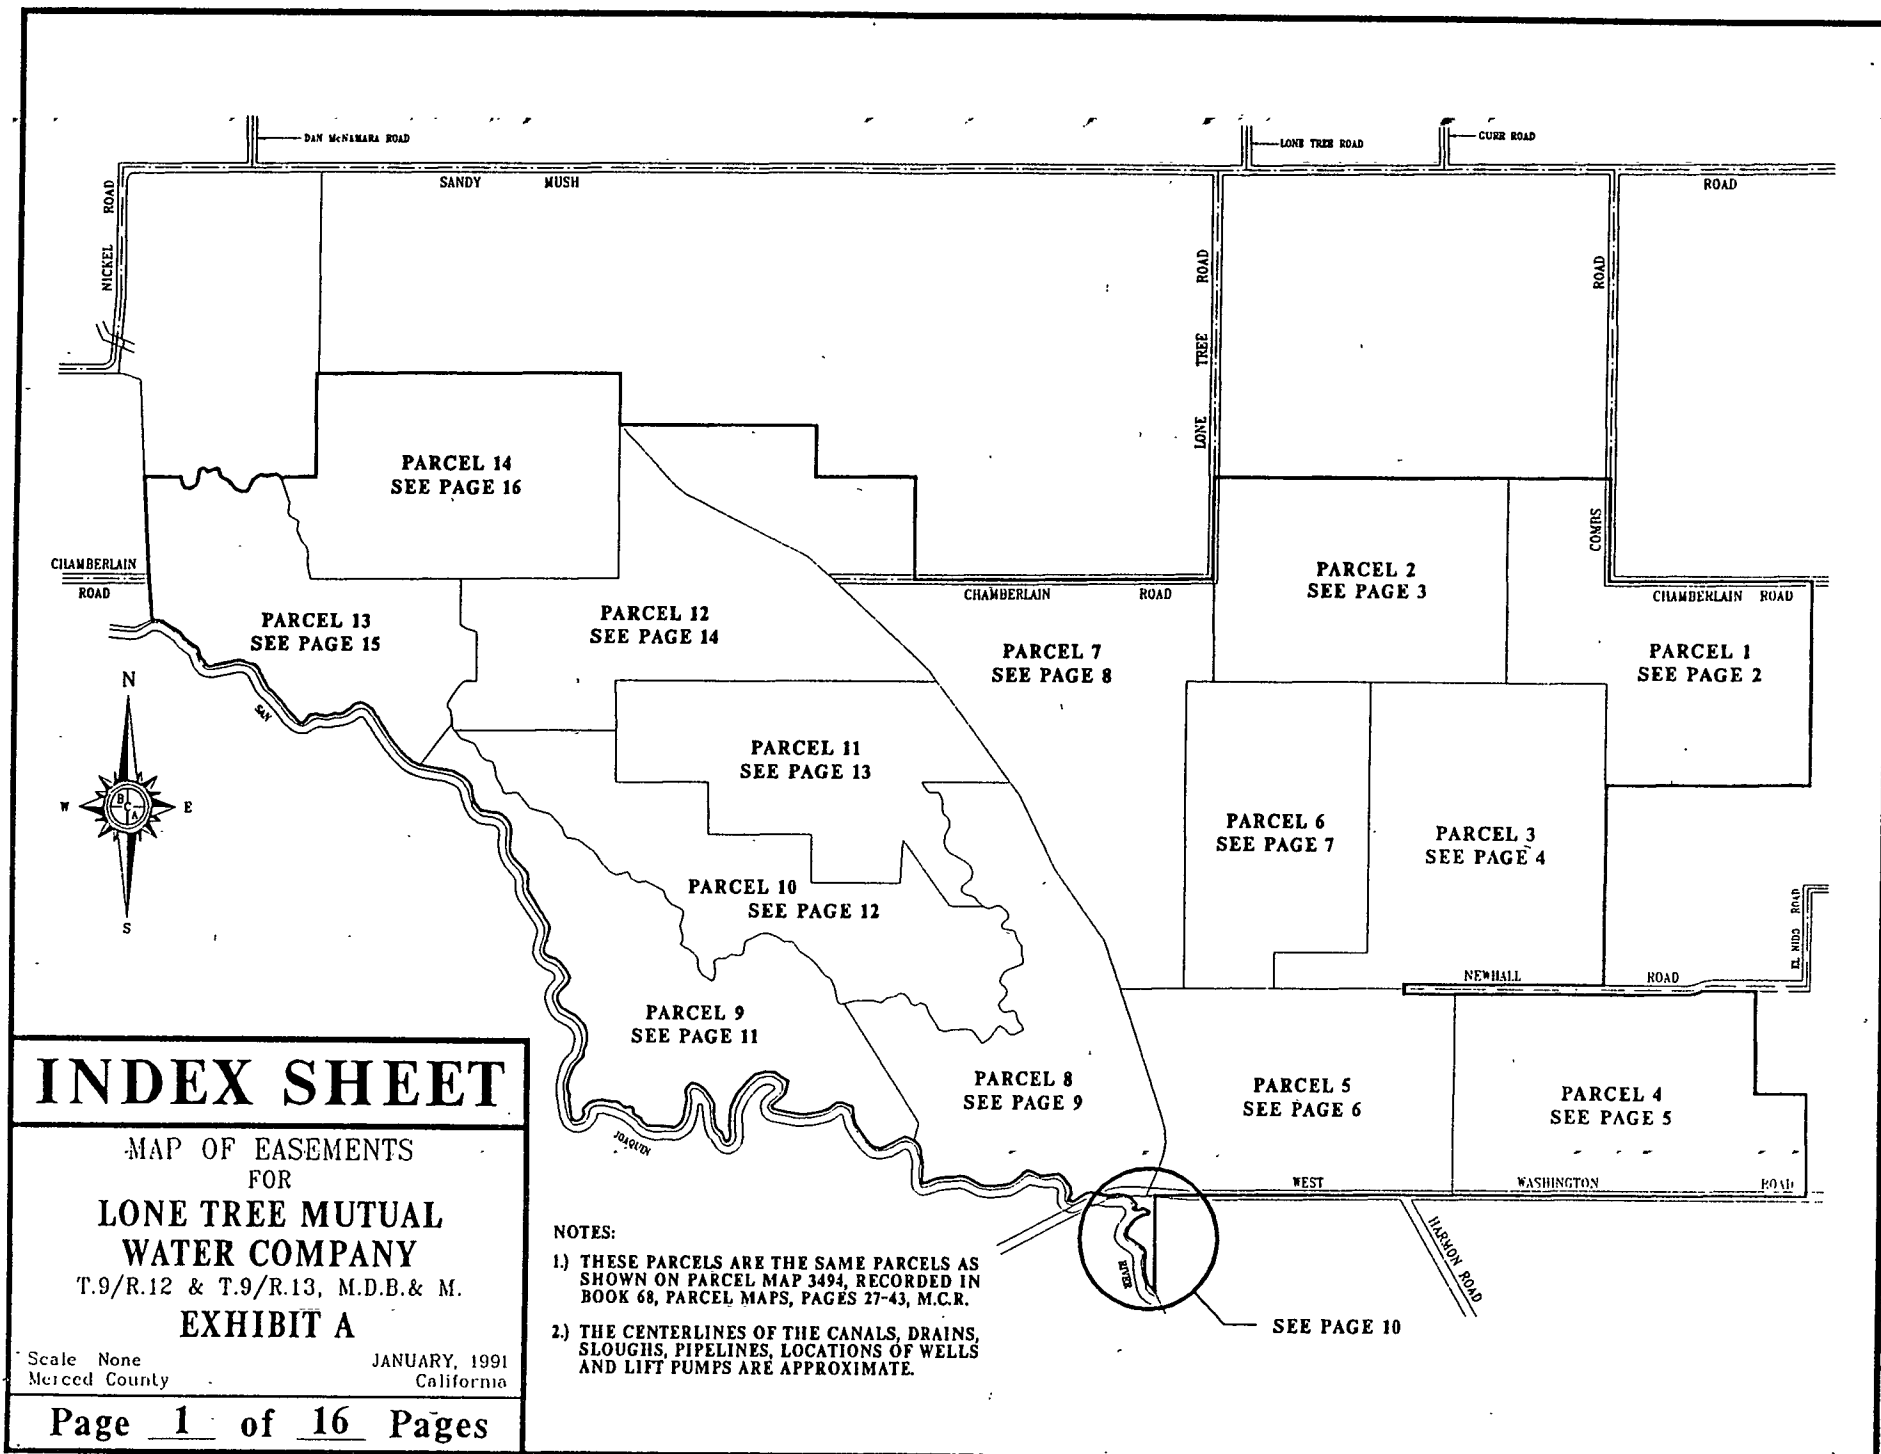 DAN McNAMARA ROAD
LONE TREE ROAD
GURR ROAD
SANDY MUSH
ROAD
NICKEL ROAD
LONE TREE ROAD
COMBS ROAD
PARCEL 14
SEE PAGE 16
CHAMBERLAIN
ROAD
PARCEL 13
SEE PAGE 15
PARCEL 12
SEE PAGE 14
CHAMBERLAIN ROAD
PARCEL 7
SEE PAGE 8
PARCEL 2
SEE PAGE 3
CHAMBERLAIN ROAD
PARCEL 1
SEE PAGE 2
N
W
E
S
B
C
A
SAN
PARCEL 11
SEE PAGE 13
PARCEL 6
SEE PAGE 7
PARCEL 3
SEE PAGE 4
PARCEL 10
SEE PAGE 12
EL NIDO ROAD
NEWHALL ROAD
PARCEL 9
SEE PAGE 11
PARCEL 8
SEE PAGE 9
PARCEL 5
SEE PAGE 6
PARCEL 4
SEE PAGE 5
JOAQUIN
WEST WASHINGTON ROAD
RIVER
HARMON ROAD
SEE PAGE 10
INDEX SHEET
MAP OF EASEMENTS
FOR
LONE TREE MUTUAL
WATER COMPANY
T.9/R.12 & T.9/R.13, M.D.B.& M.
EXHIBIT A
Scale None JANUARY, 1991
Merced County California
Page 1 of 16 Pages
NOTES:
1.) THESE PARCELS ARE THE SAME PARCELS AS
SHOWN ON PARCEL MAP 3494, RECORDED IN
BOOK 68, PARCEL MAPS, PAGES 27-43, M.C.R.
2.) THE CENTERLINES OF THE CANALS, DRAINS,
SLOUGHS, PIPELINES, LOCATIONS OF WELLS
AND LIFT PUMPS ARE APPROXIMATE.